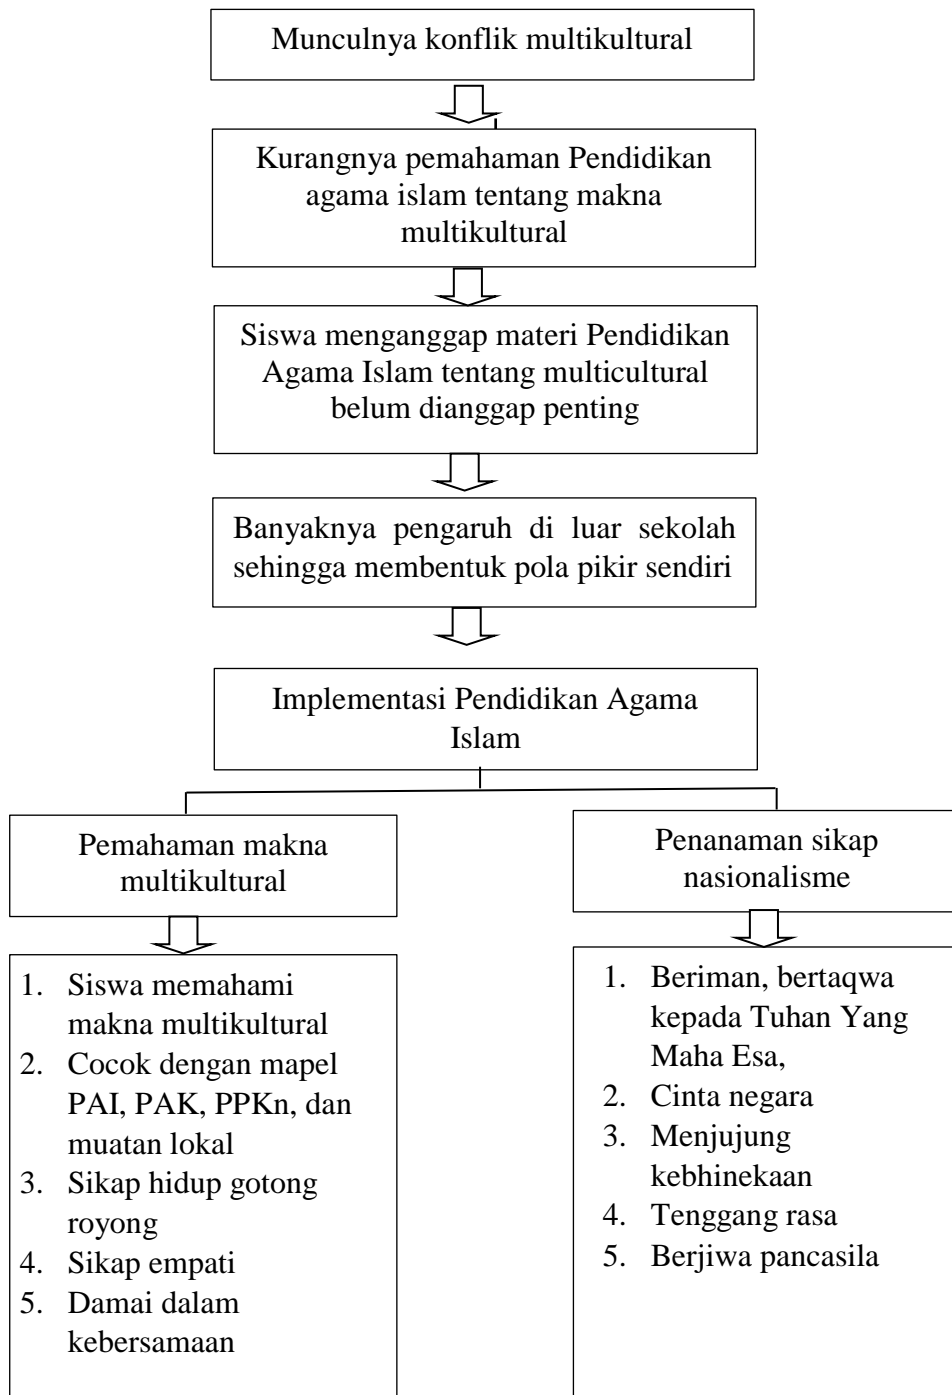 Munculnya konflik multikultural
Kurangnya pemahaman Pendidikan
agama islam tentang makna
multikultural
Siswa menganggap materi Pendidikan
Agama Islam tentang multicultural
belum dianggap penting
Banyaknya pengaruh di luar sekolah
sehingga membentuk pola pikir sendiri
Implementasi Pendidikan Agama
Islam
Pemahaman makna
multikultural
1. Siswa memahami
makna multikultural
2. Cocok dengan mapel
PAI, PAK, PPKn, dan
muatan lokal
3. Sikap hidup gotong
royong
4. Sikap empati
5. Damai dalam
kebersamaan
Penanaman sikap
nasionalisme
1. Beriman, bertaqwa
kepada Tuhan Yang
Maha Esa,
2. Cinta negara
3. Menjujung
kebhinekaan
4. Tenggang rasa
5. Berjiwa pancasila